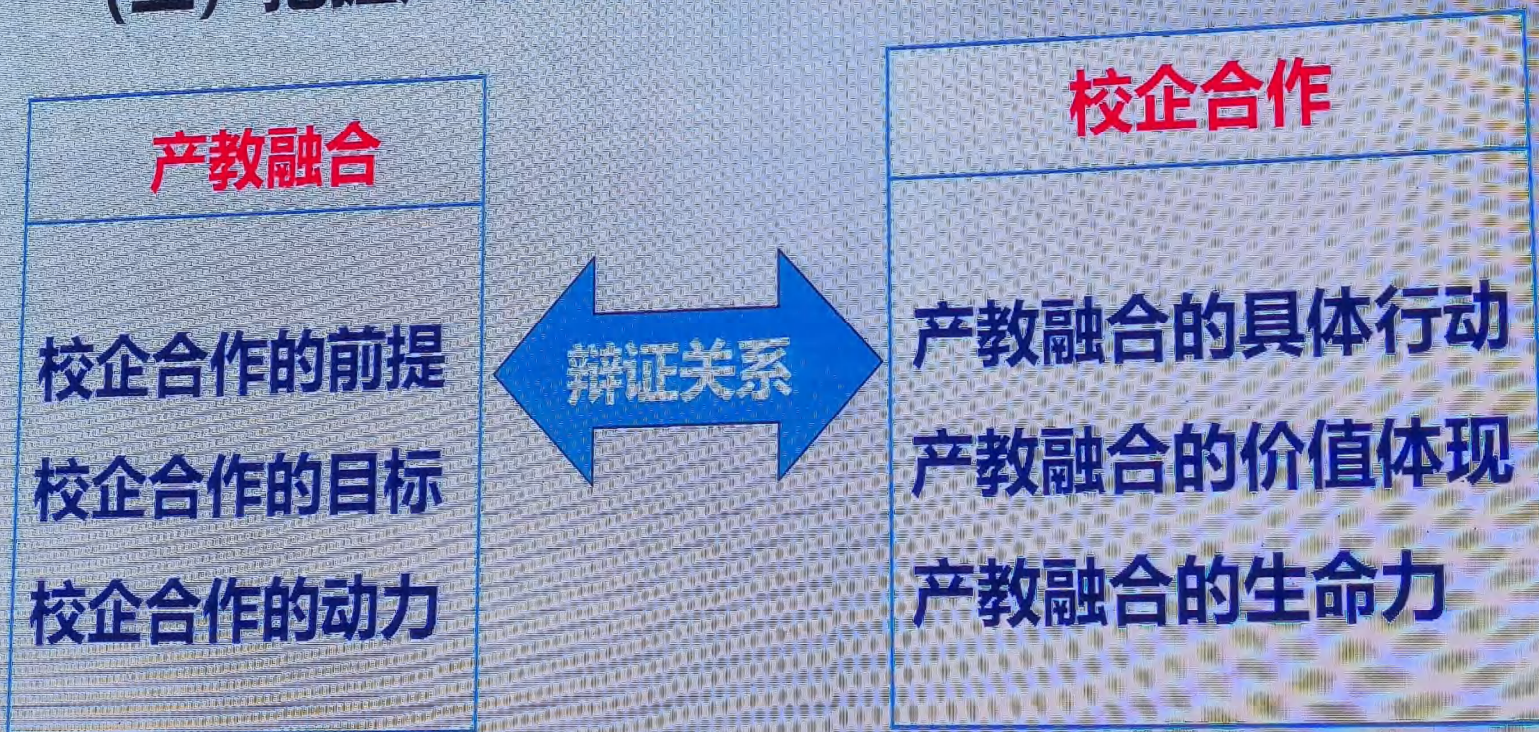 产教融合
校企合作的前提
校企合作的目标
校企合作的动力
辩证关系
校企合作
产教融合的具体行动
产教融合的价值体现
产教融合的生命力